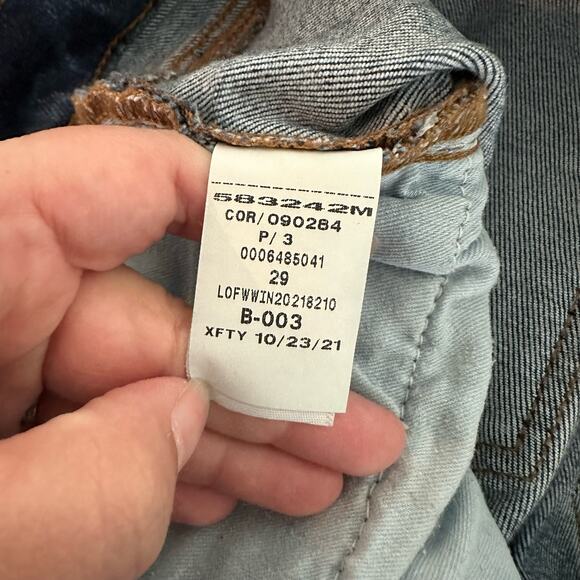 583242M
COR/090284
P/ 3
0006485041
29
LOFWWIN20218210
B-003
XFTY 10/23/21